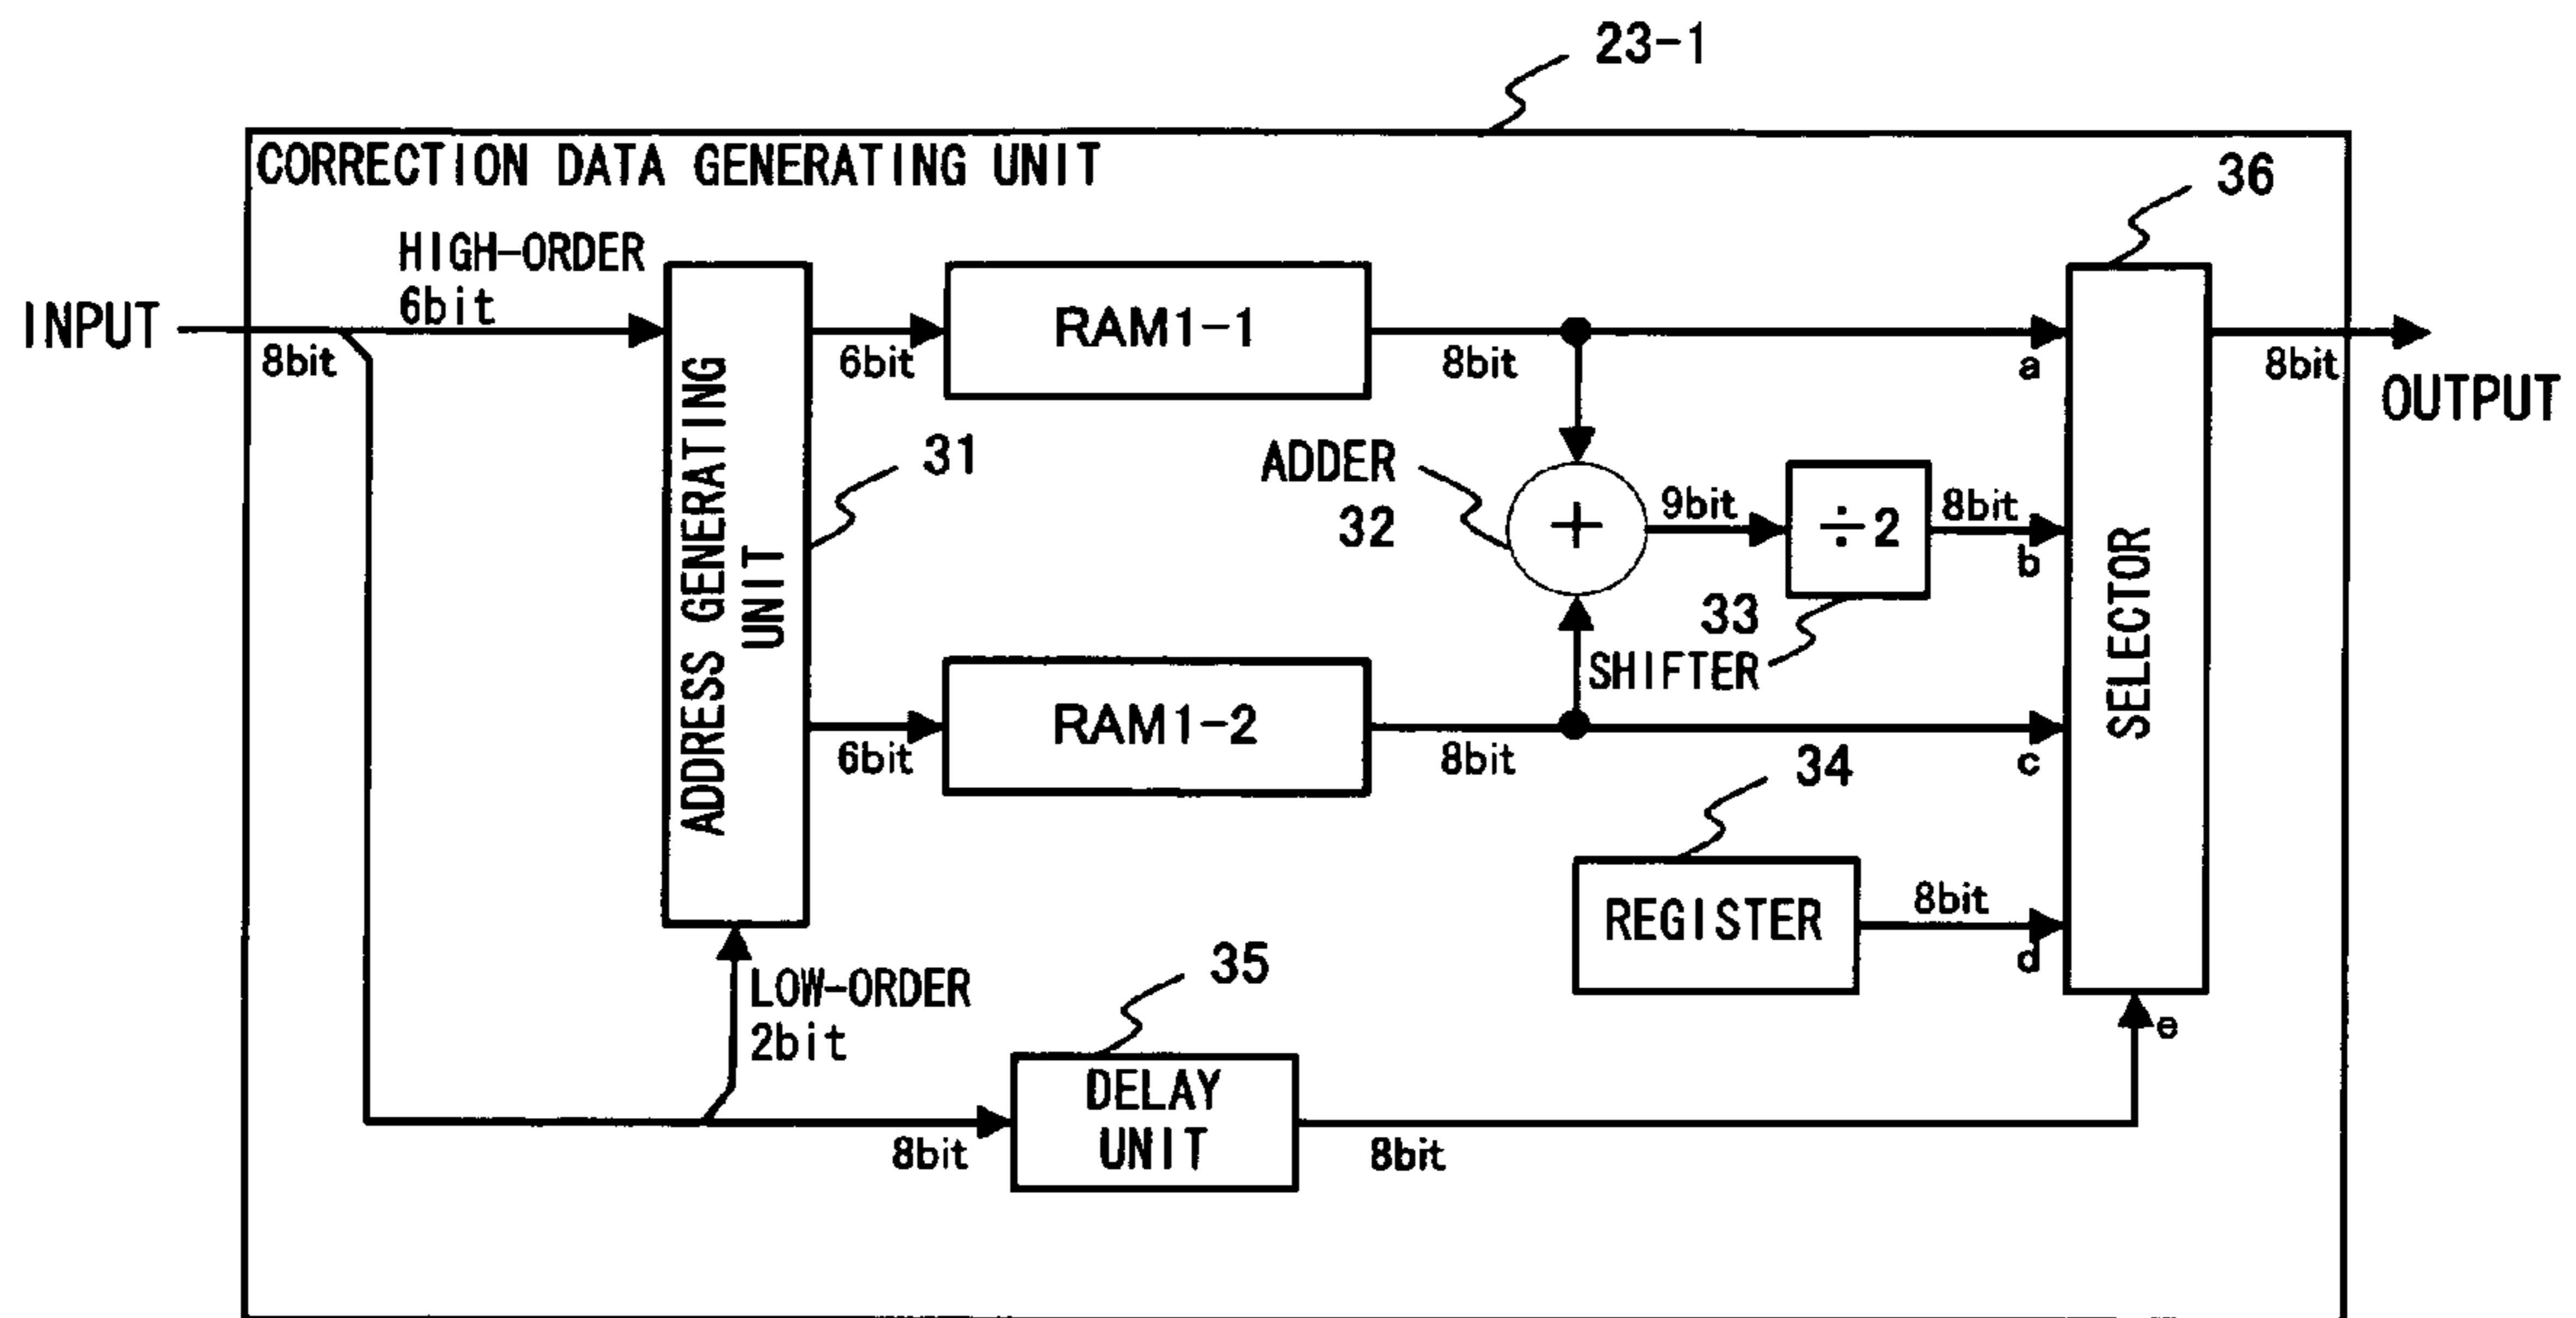 23-1
CORRECTION DATA GENERATING UNIT
36
HIGH-ORDER
6bit
INPUT
8bit
ADDRESS GENERATING
UNIT
31
6bit
RAM1-1
8bit
a
8bit
OUTPUT
ADDER
32
+
9bit
÷2
8bit
b
33
SHIFTER
SELECTOR
6bit
RAM1-2
8bit
c
34
REGISTER
8bit
d
LOW-ORDER
2bit
35
DELAY
UNIT
8bit
8bit
e